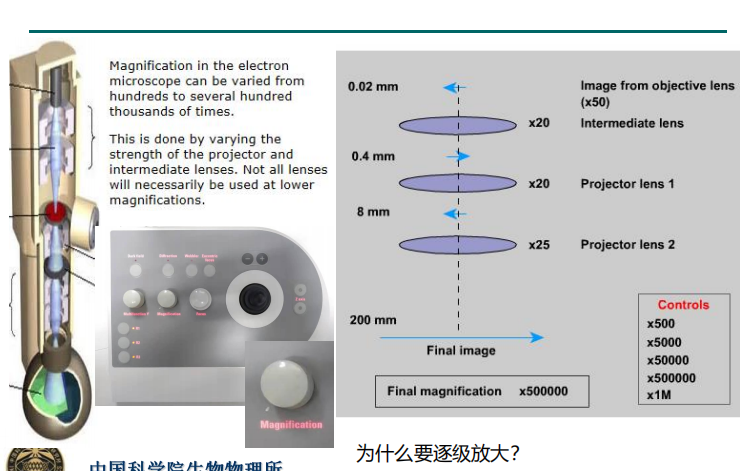 Magnification in the electron
microscope can be varied from
hundreds to several hundred
thousands of times.
This is done by varying the
strength of the projector and
intermediate lenses. Not all lenses
will necessarily be used at lower
magnifications.
Magnification
0.02 mm
Image from objective lens
(x50)
x20
Intermediate lens
0.4 mm
x20
Projector lens 1
8 mm
x25
Projector lens 2
200 mm
Final image
Final magnification x500000
Controls
x500
x5000
x50000
x500000
x1M
为什么要逐级放大?
中国科学院生物物理所